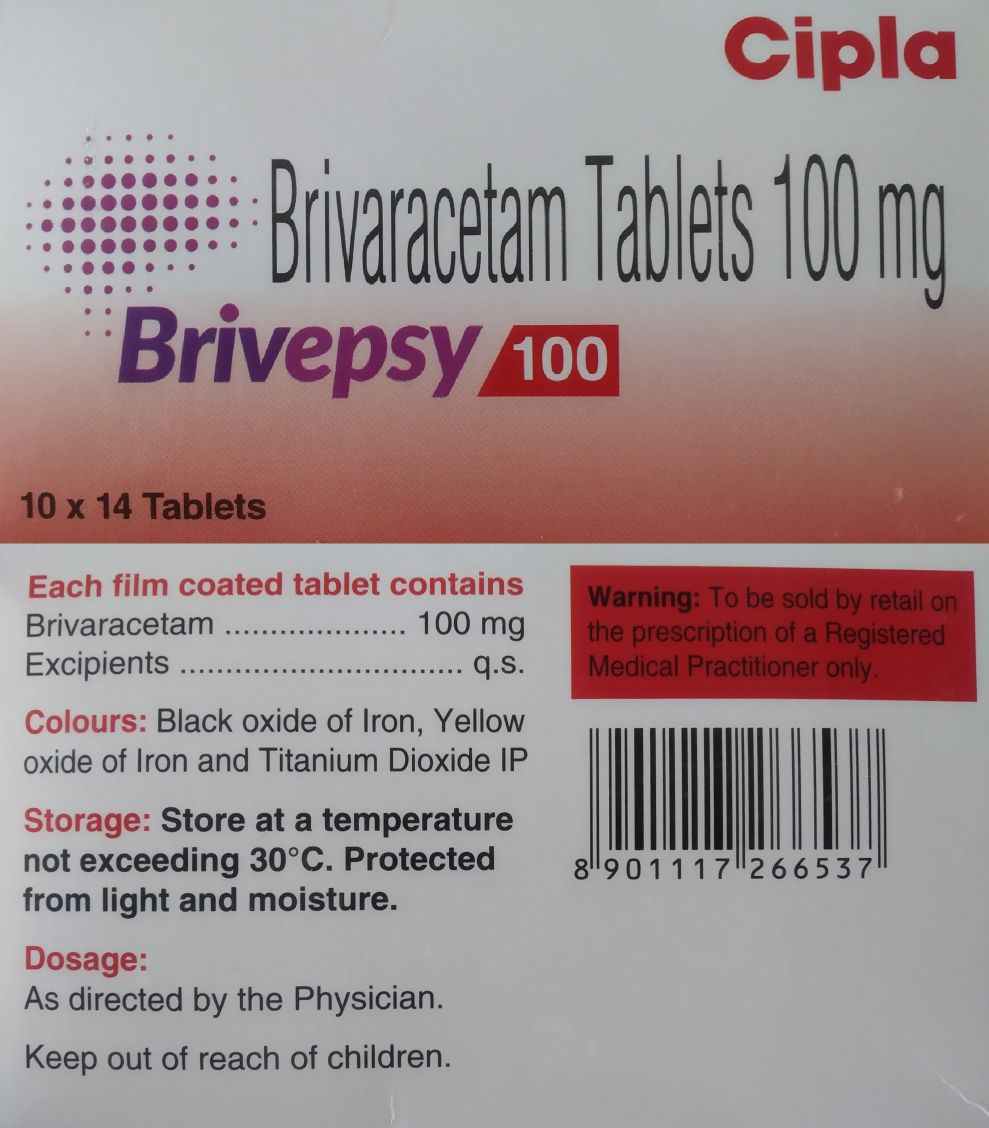 Cipla
Brivaracetam Tablets 100 mg
Brivepsy 100
10 x 14 Tablets
Each film coated tablet contains
Brivaracetam .................... 100 mg
Excipients ............................... q.s.
Colours: Black oxide of Iron, Yellow
oxide of Iron and Titanium Dioxide IP
Storage: Store at a temperature
not exceeding 30°C. Protected
from light and moisture.
Dosage:
As directed by the Physician.
Keep out of reach of children.
Warning: To be sold by retail on
the prescription of a Registered
Medical Practitioner only.
8 901117 266537